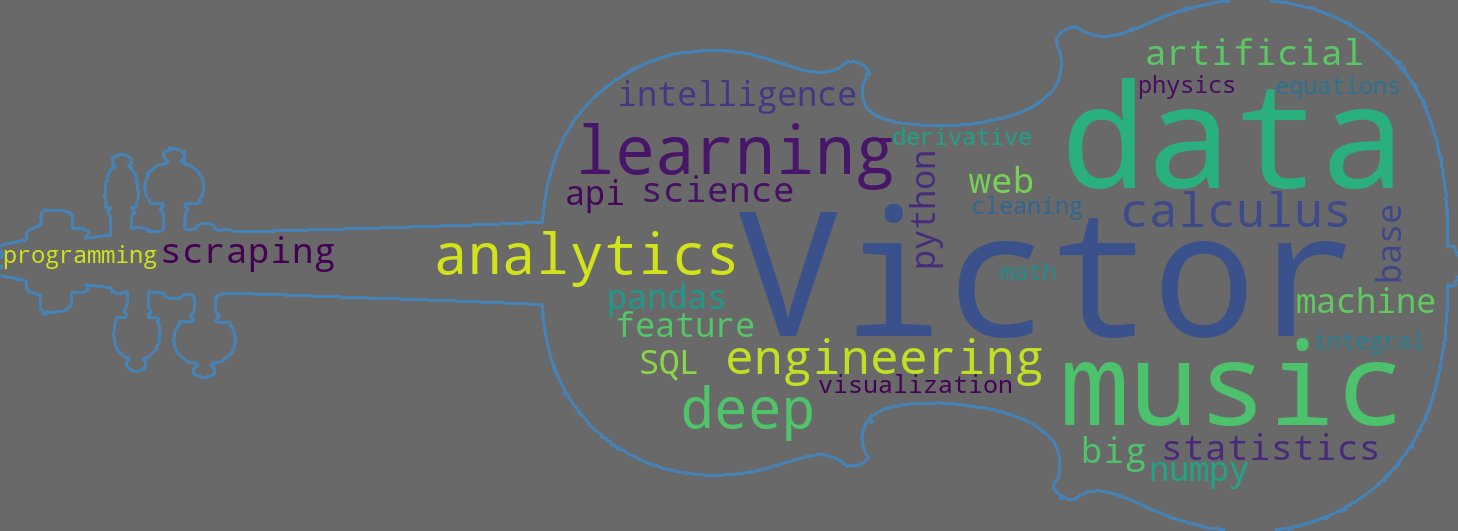 artificial
physics
equations
data
intelligence
learning
derivative
python
web
api
science
cleaning
calculus
base
Victor
programming
scraping
analytics
math
pandas
machine
feature
integral
SQL
engineering
visualization
music
deep
big
statistics
numpy